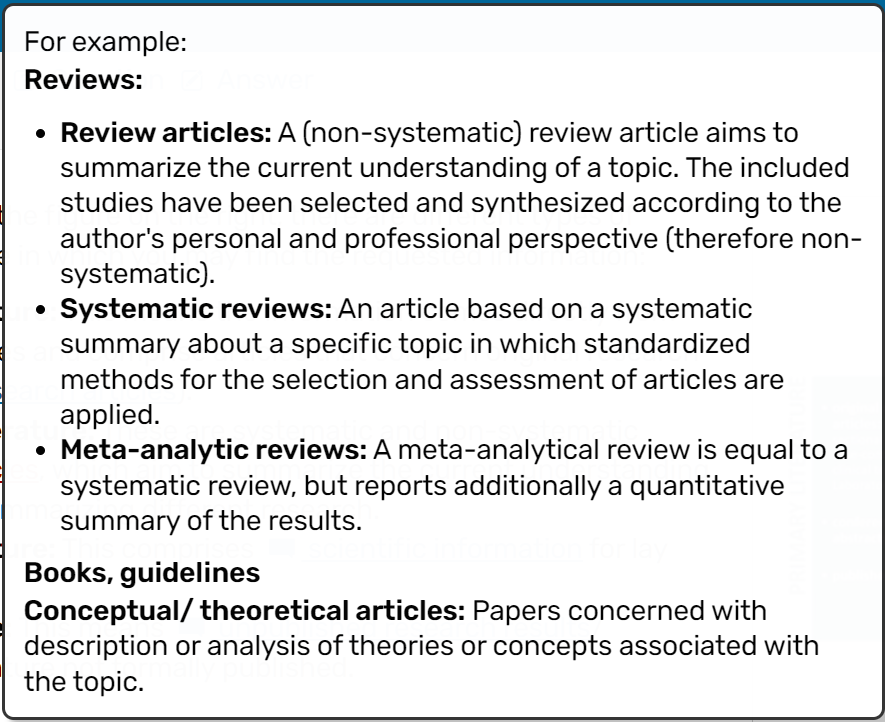 For example:
Reviews:
• Review articles: A (non-systematic) review article aims to
summarize the current understanding of a topic. The included
studies have been selected and synthesized according to the
author's personal and professional perspective (therefore non-
systematic).
• Systematic reviews: An article based on a systematic
summary about a specific topic in which standardized
methods for the selection and assessment of articles are
applied.
• Meta-analytic reviews: A meta-analytical review is equal to a
systematic review, but reports additionally a quantitative
summary of the results.
Books, guidelines
Conceptual/ theoretical articles: Papers concerned with
description or analysis of theories or concepts associated with
the topic.